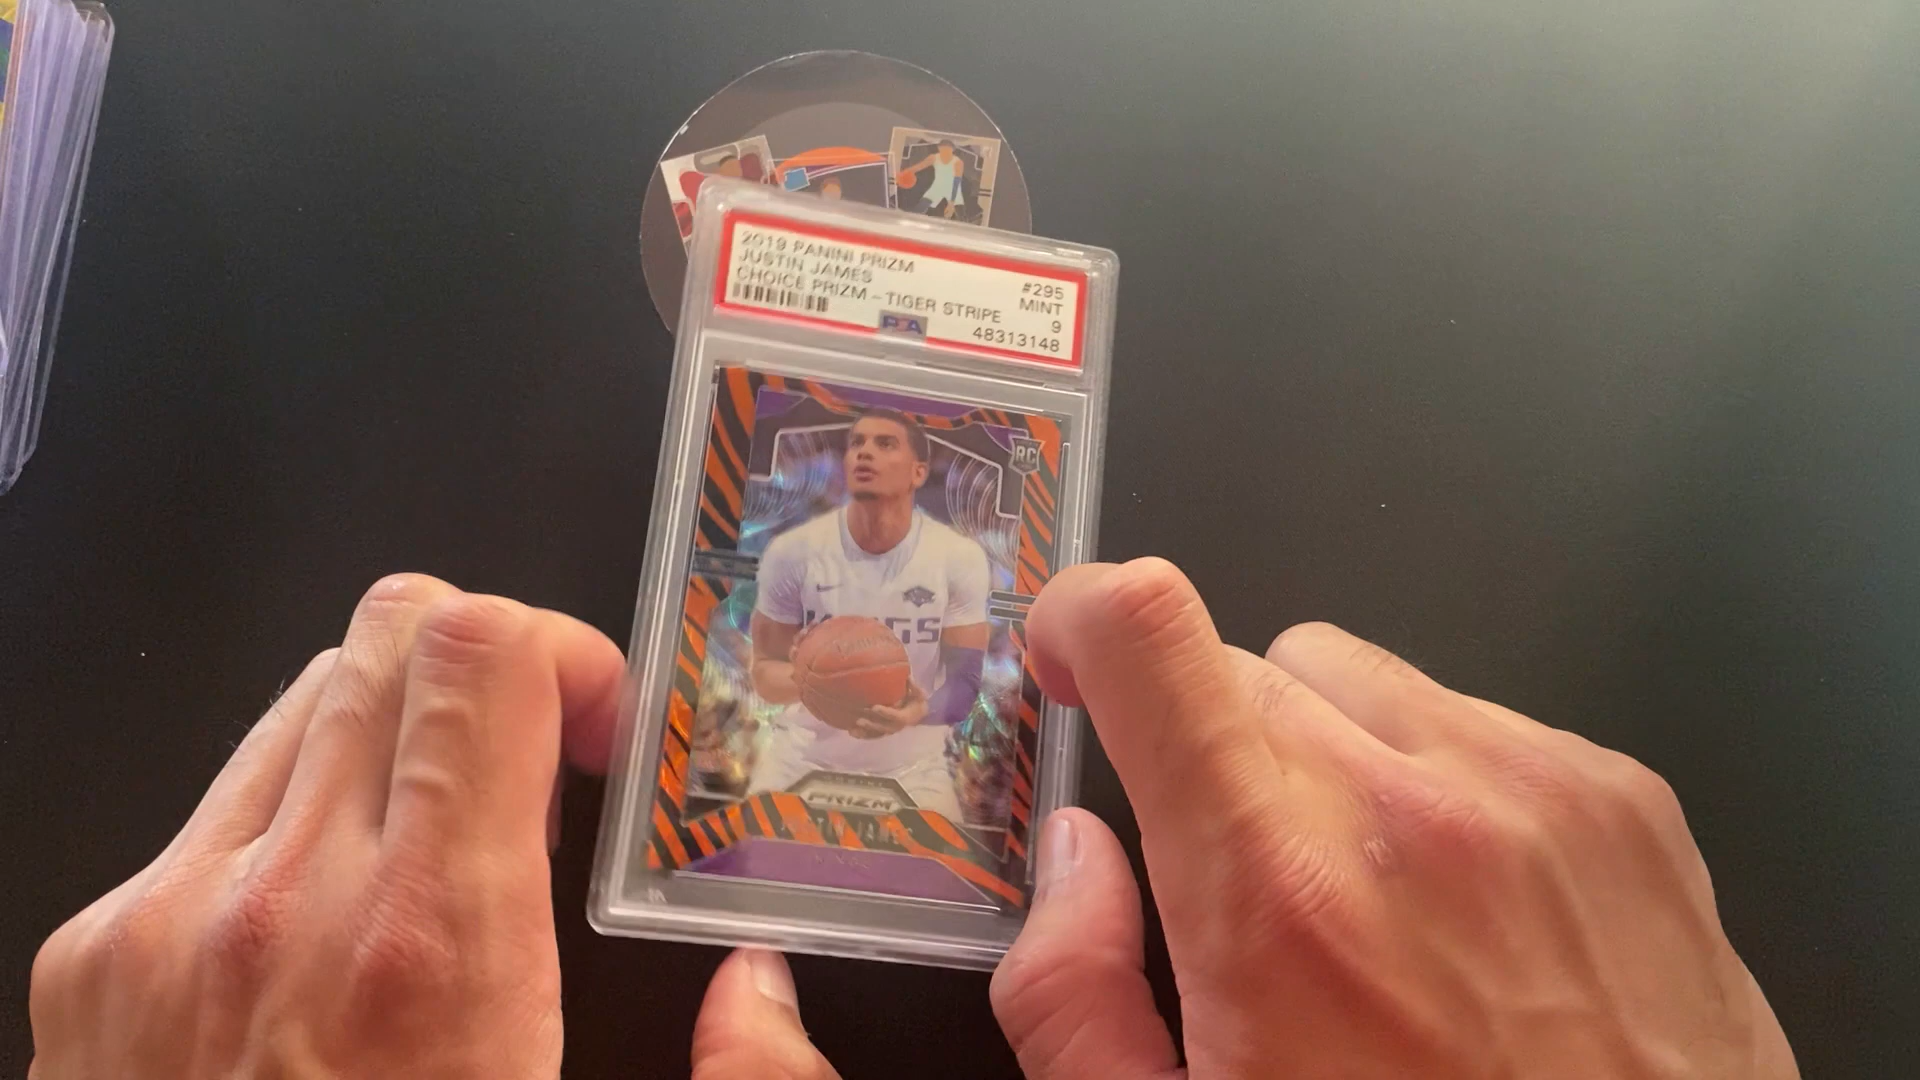 2019 PANINI PRIZM
JUSTIN JAMES #295
CHOICE PRIZM - TIGER STRIPE MINT
9
PSA 48313148
RC
KINGS
PRIZM